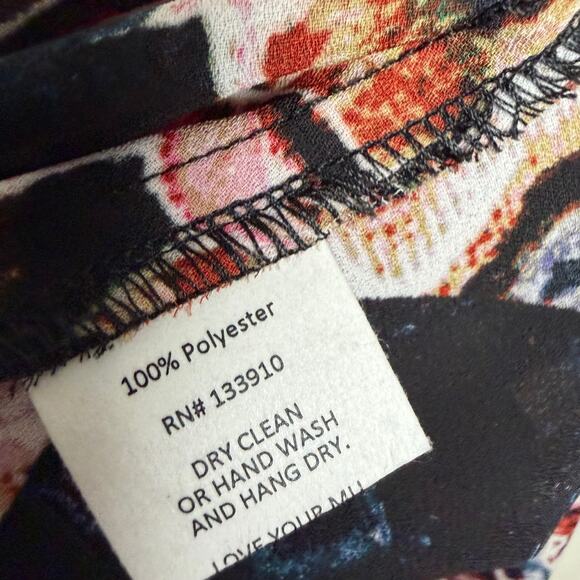 100% Polyester
RN# 133910
DRY CLEAN
OR HAND WASH
AND HANG DRY.
LOVE YOUR